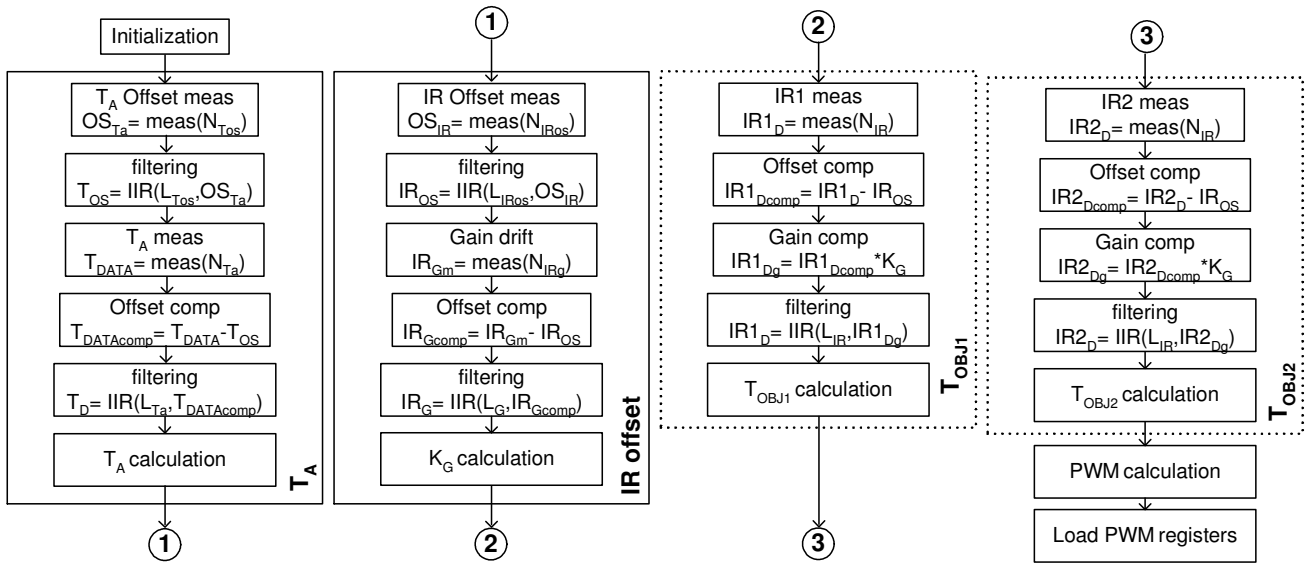 Initialization
T_A Offset meas
OS_Ta= meas(N_Tos)
filtering
T_OS= IIR(L_Tos,OS_Ta)
T_A meas
T_DATA= meas(N_Ta)
Offset comp
T_DATAcomp= T_DATA-T_OS
filtering
T_D= IIR(L_Ta,T_DATAcomp)
T_A calculation
T_A
1
1
IR Offset meas
OS_IR= meas(N_IRos)
filtering
IR_OS= IIR(L_IRos,OS_IR)
Gain drift
IR_Gm= meas(N_IRg)
Offset comp
IR_Gcomp= IR_Gm- IR_OS
filtering
IR_G= IIR(L_G,IR_Gcomp)
K_G calculation
IR offset
2
2
IR1 meas
IR1_D= meas(N_IR)
Offset comp
IR1_Dcomp= IR1_D- IR_OS
Gain comp
IR1_Dg= IR1_Dcomp*K_G
filtering
IR1_D= IIR(L_IR,IR1_Dg)
T_OBJ1 calculation
T_OBJ1
3
3
IR2 meas
IR2_D= meas(N_IR)
Offset comp
IR2_Dcomp= IR2_D- IR_OS
Gain comp
IR2_Dg= IR2_Dcomp*K_G
filtering
IR2_D= IIR(L_IR,IR2_Dg)
T_OBJ2 calculation
T_OBJ2
PWM calculation
Load PWM registers